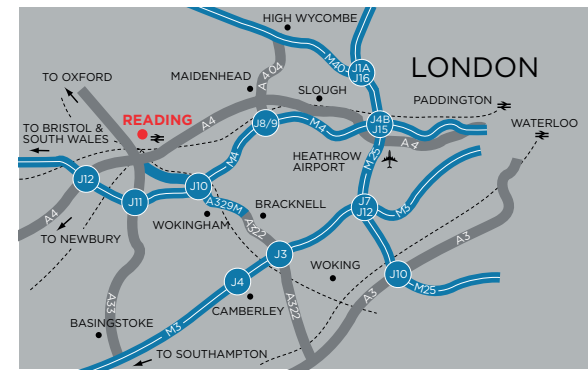 HIGH WYCOMBE
M40
J1A
J16
LONDON
TO OXFORD
MAIDENHEAD
A404
SLOUGH
PADDINGTON
WATERLOO
READING
A4
J8/9
M4
J4B
J15
A4
TO BRISTOL &
SOUTH WALES
HEATHROW
AIRPORT
M25
M4
J12
J10
J11
A329M
BRACKNELL
J7
J12
M3
A4
WOKINGHAM
A322
TO NEWBURY
A3
J3
WOKING
J4
J10
M25
A33
CAMBERLEY
A322
A3
BASINGSTOKE
M3
TO SOUTHAMPTON